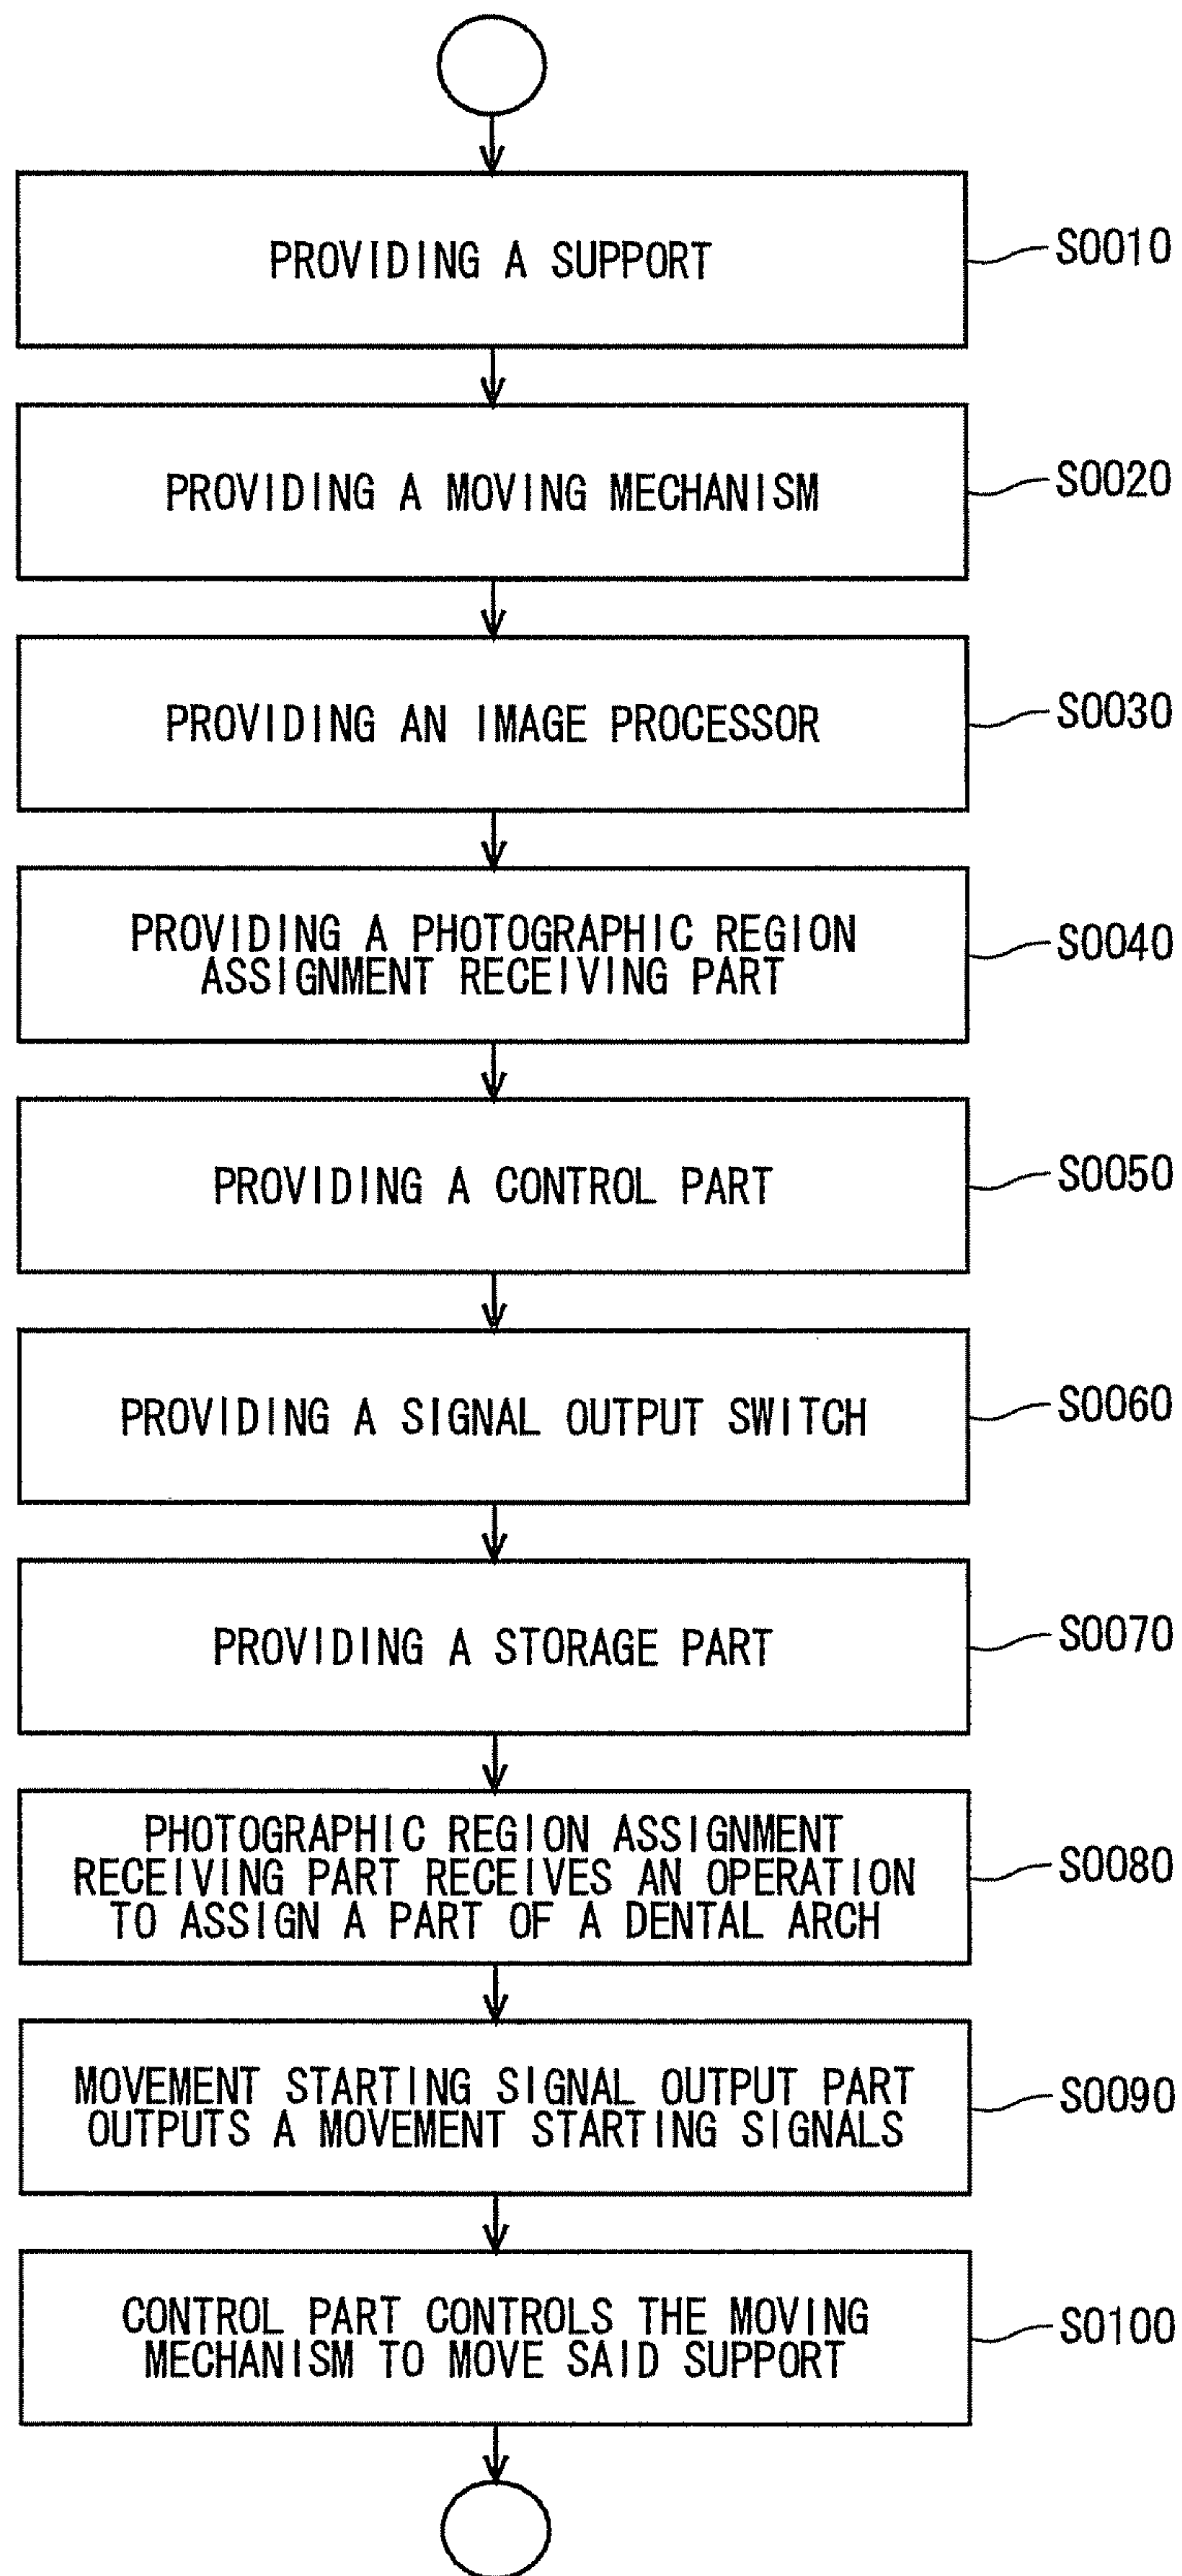 PROVIDING A SUPPORT
S0010
PROVIDING A MOVING MECHANISM
S0020
PROVIDING AN IMAGE PROCESSOR
S0030
PROVIDING A PHOTOGRAPHIC REGION
ASSIGNMENT RECEIVING PART
S0040
PROVIDING A CONTROL PART
S0050
PROVIDING A SIGNAL OUTPUT SWITCH
S0060
PROVIDING A STORAGE PART
S0070
PHOTOGRAPHIC REGION ASSIGNMENT
RECEIVING PART RECEIVES AN OPERATION
TO ASSIGN A PART OF A DENTAL ARCH
S0080
MOVEMENT STARTING SIGNAL OUTPUT PART
OUTPUTS A MOVEMENT STARTING SIGNALS
S0090
CONTROL PART CONTROLS THE MOVING
MECHANISM TO MOVE SAID SUPPORT
S0100